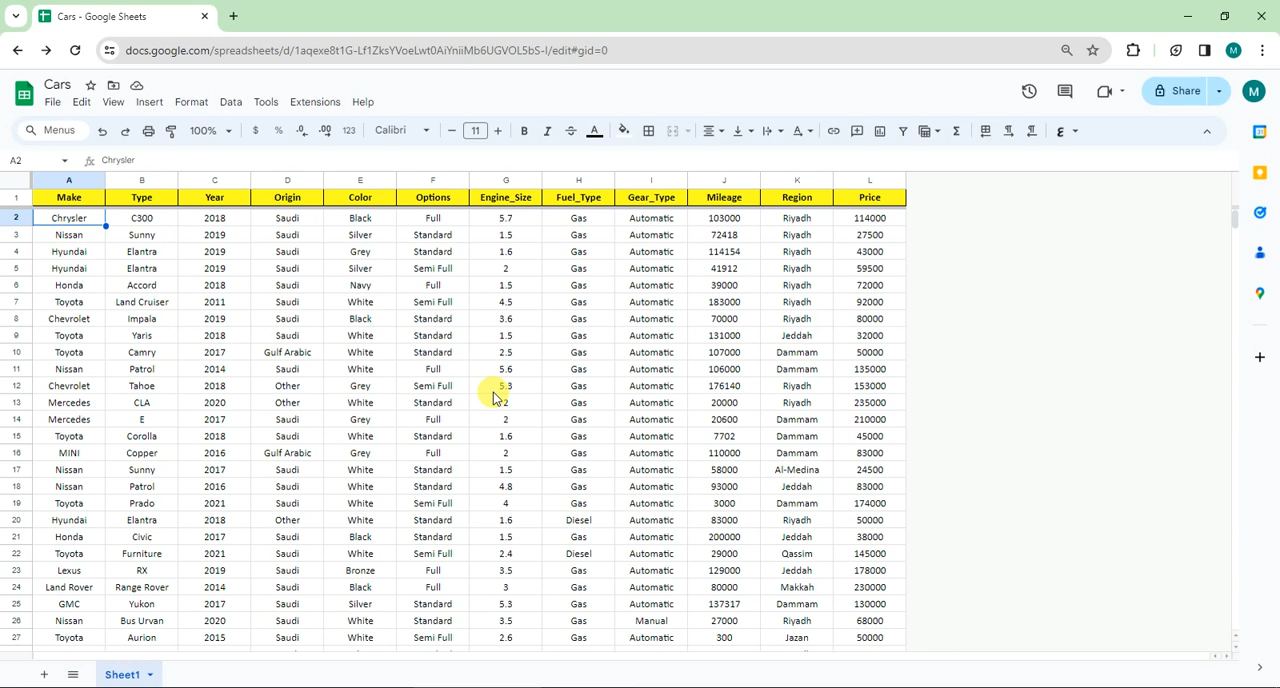 Cars - Google Sheets
docs.google.com/spreadsheets/d/1aqexe8t1G-Lf1ZksYVoeLwt0AiYniiMb6UGVOL5bS-I/edit#gid=0
M
Cars
File Edit View Insert Format Data Tools Extensions Help
Share
M
Menus 100% $ % .0 .00 123 Calibri 11 B I A
A2 fx Chrysler
A B C D E F G H I J K L
1 Make Type Year Origin Color Options Engine_Size Fuel_Type Gear_Type Mileage Region Price
2 Chrysler C300 2018 Saudi Black Full 5.7 Gas Automatic 103000 Riyadh 114000
3 Nissan Sunny 2019 Saudi Silver Standard 1.5 Gas Automatic 72418 Riyadh 27500
4 Hyundai Elantra 2019 Saudi Grey Standard 1.6 Gas Automatic 114154 Riyadh 43000
5 Hyundai Elantra 2019 Saudi Silver Semi Full 2 Gas Automatic 41912 Riyadh 59500
6 Honda Accord 2018 Saudi Navy Full 1.5 Gas Automatic 39000 Riyadh 72000
7 Toyota Land Cruiser 2011 Saudi White Semi Full 4.5 Gas Automatic 183000 Riyadh 92000
8 Chevrolet Impala 2019 Saudi Black Standard 3.6 Gas Automatic 70000 Riyadh 80000
9 Toyota Yaris 2018 Saudi White Standard 1.5 Gas Automatic 131000 Jeddah 32000
10 Toyota Camry 2017 Gulf Arabic White Standard 2.5 Gas Automatic 107000 Dammam 50000
11 Nissan Patrol 2014 Saudi White Full 5.6 Gas Automatic 106000 Dammam 135000
12 Chevrolet Tahoe 2018 Other Grey Semi Full 5.3 Gas Automatic 176140 Riyadh 153000
13 Mercedes CLA 2020 Other White Standard 2 Gas Automatic 20000 Riyadh 235000
14 Mercedes E 2017 Saudi Grey Full 2 Gas Automatic 20600 Dammam 210000
15 Toyota Corolla 2018 Saudi White Standard 1.6 Gas Automatic 7702 Dammam 45000
16 MINI Copper 2016 Gulf Arabic Grey Full 2 Gas Automatic 110000 Dammam 83000
17 Nissan Sunny 2017 Saudi White Standard 1.5 Gas Automatic 58000 Al-Medina 24500
18 Nissan Patrol 2016 Saudi White Standard 4.8 Gas Automatic 93000 Jeddah 83000
19 Toyota Prado 2021 Saudi White Semi Full 4 Gas Automatic 3000 Dammam 174000
20 Hyundai Elantra 2018 Other White Standard 1.6 Diesel Automatic 83000 Riyadh 50000
21 Honda Civic 2017 Saudi Black Standard 1.5 Gas Automatic 200000 Jeddah 38000
22 Toyota Furniture 2021 Saudi White Semi Full 2.4 Diesel Automatic 29000 Qassim 145000
23 Lexus RX 2019 Saudi Bronze Full 3.5 Gas Automatic 129000 Jeddah 178000
24 Land Rover Range Rover 2014 Saudi Black Full 3 Gas Automatic 80000 Makkah 230000
25 GMC Yukon 2017 Saudi Silver Standard 5.3 Gas Automatic 137317 Dammam 130000
26 Nissan Bus Urvan 2020 Saudi White Standard 3.5 Gas Manual 27000 Riyadh 68000
27 Toyota Aurion 2015 Saudi White Semi Full 2.6 Gas Automatic 300 Jazan 50000
Sheet1